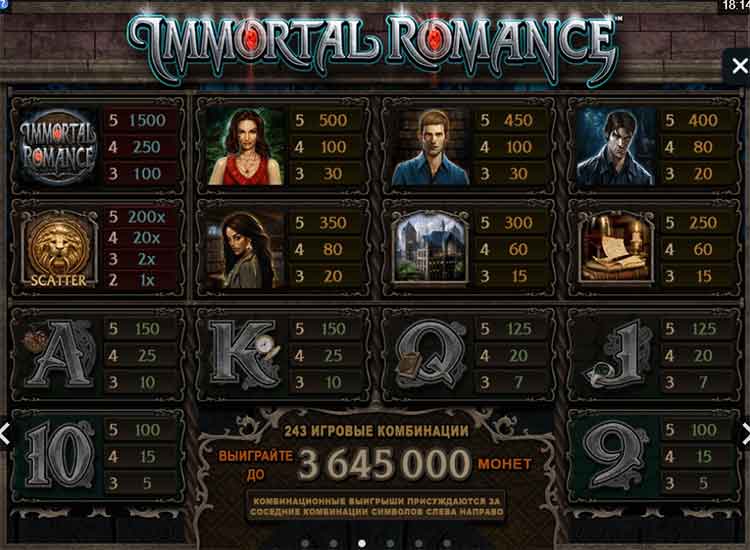 18:14
IMMORTAL ROMANCE™
IMMORTAL
ROMANCE
5 1500
4 250
3 100
5 500
4 100
3 30
5 450
4 100
3 30
5 400
4 80
3 20
SCATTER
5 200x
4 20x
3 2x
2 1x
5 350
4 80
3 20
5 300
4 60
3 15
5 250
4 60
3 15
A
5 150
4 25
3 10
K
5 150
4 25
3 10
Q
5 125
4 20
3 7
J
5 125
4 20
3 7
10
5 100
4 15
3 5
243 ИГРОВЫЕ КОМБИНАЦИИ
ВЫИГРАЙТЕ
ДО
3 645 000
МОНЕТ
КОМБИНАЦИОННЫЕ ВЫИГРЫШИ ПРИСУЖДАЮТСЯ ЗА
СОСЕДНИЕ КОМБИНАЦИИ СИМВОЛОВ СЛЕВА НАПРАВО
9
5 100
4 15
3 5